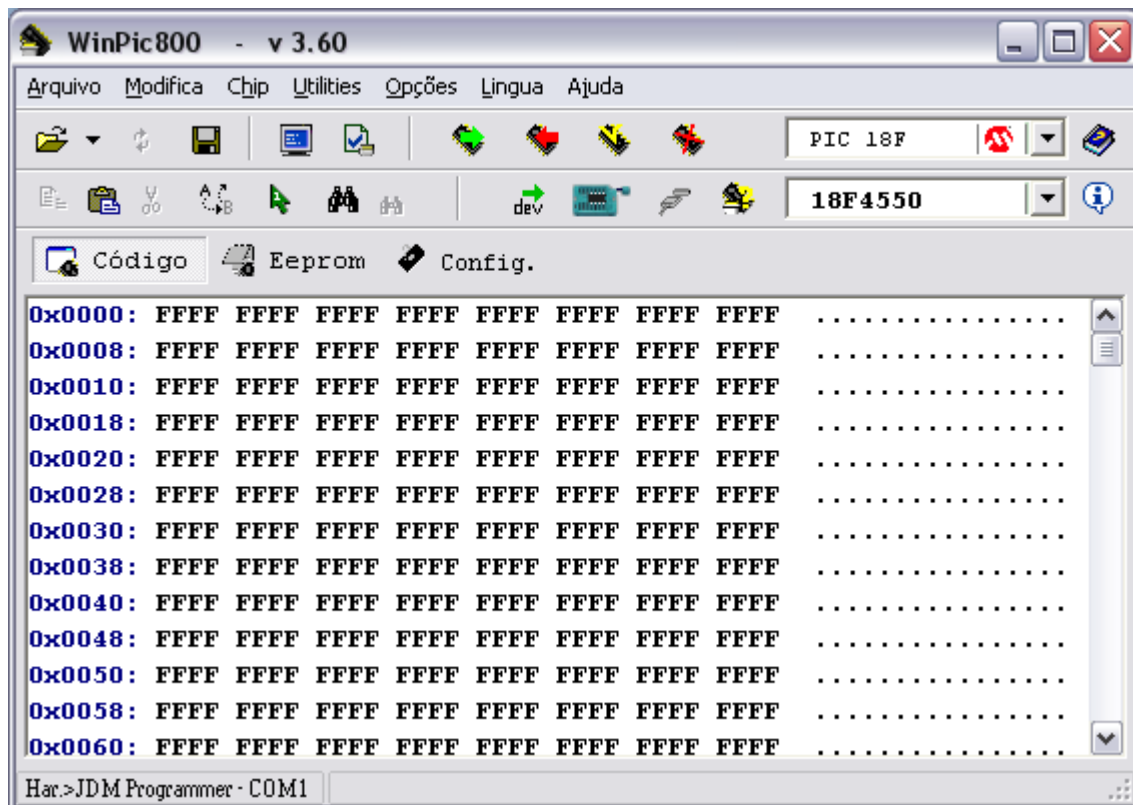 WinPic800 - v 3.60
Arquivo Modifica Chip Utilities Opções Lingua Ajuda
PIC 18F
A B dev 18F4550
Código Eeprom Config.
0x0000: FFFF FFFF FFFF FFFF FFFF FFFF FFFF FFFF ................
0x0008: FFFF FFFF FFFF FFFF FFFF FFFF FFFF FFFF ................
0x0010: FFFF FFFF FFFF FFFF FFFF FFFF FFFF FFFF ................
0x0018: FFFF FFFF FFFF FFFF FFFF FFFF FFFF FFFF ................
0x0020: FFFF FFFF FFFF FFFF FFFF FFFF FFFF FFFF ................
0x0028: FFFF FFFF FFFF FFFF FFFF FFFF FFFF FFFF ................
0x0030: FFFF FFFF FFFF FFFF FFFF FFFF FFFF FFFF ................
0x0038: FFFF FFFF FFFF FFFF FFFF FFFF FFFF FFFF ................
0x0040: FFFF FFFF FFFF FFFF FFFF FFFF FFFF FFFF ................
0x0048: FFFF FFFF FFFF FFFF FFFF FFFF FFFF FFFF ................
0x0050: FFFF FFFF FFFF FFFF FFFF FFFF FFFF FFFF ................
0x0058: FFFF FFFF FFFF FFFF FFFF FFFF FFFF FFFF ................
0x0060: FFFF FFFF FFFF FFFF FFFF FFFF FFFF FFFF ................
Har.>JDM Programmer - COM1